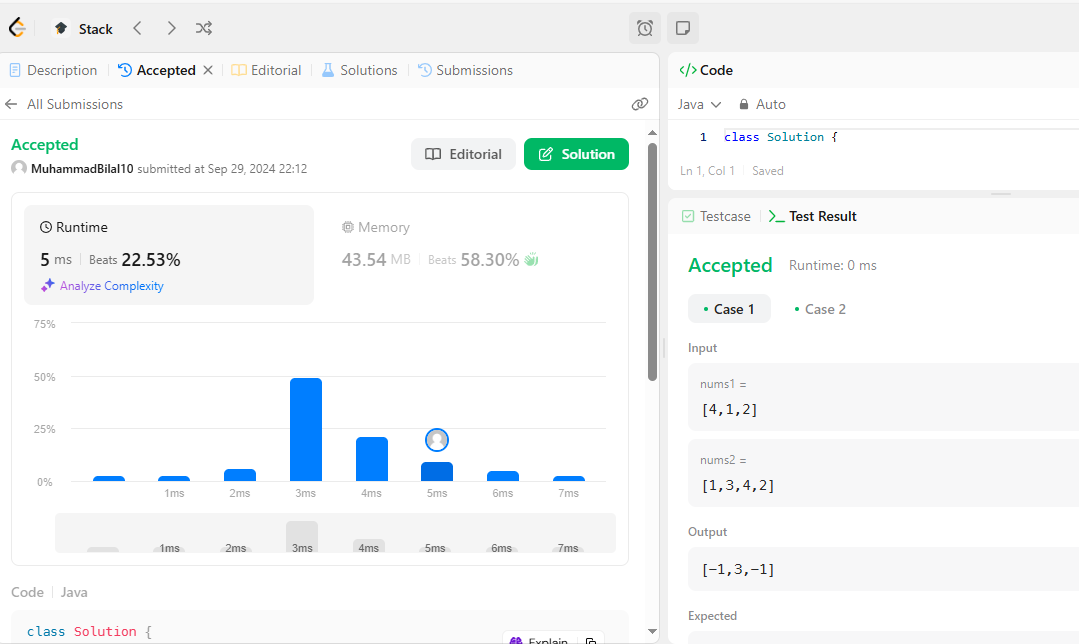 Stack
Description
Accepted
Editorial
Solutions
Submissions
All Submissions
Accepted
MuhammadBilal10 submitted at Sep 29, 2024 22:12
Editorial
Solution
Runtime
5 ms
Beats 22.53%
Analyze Complexity
Memory
43.54 MB
Beats 58.30%
75%
50%
25%
0%
1ms 2ms 3ms 4ms 5ms 6ms 7ms
1ms 2ms 3ms 4ms 5ms 6ms 7ms
Code
Java
class Solution {
Explain
</> Code
Java
Auto
1 class Solution {
Ln 1, Col 1
Saved
Testcase
Test Result
Accepted
Runtime: 0 ms
• Case 1
• Case 2
Input
nums1 =
[4,1,2]
nums2 =
[1,3,4,2]
Output
[-1,3,-1]
Expected